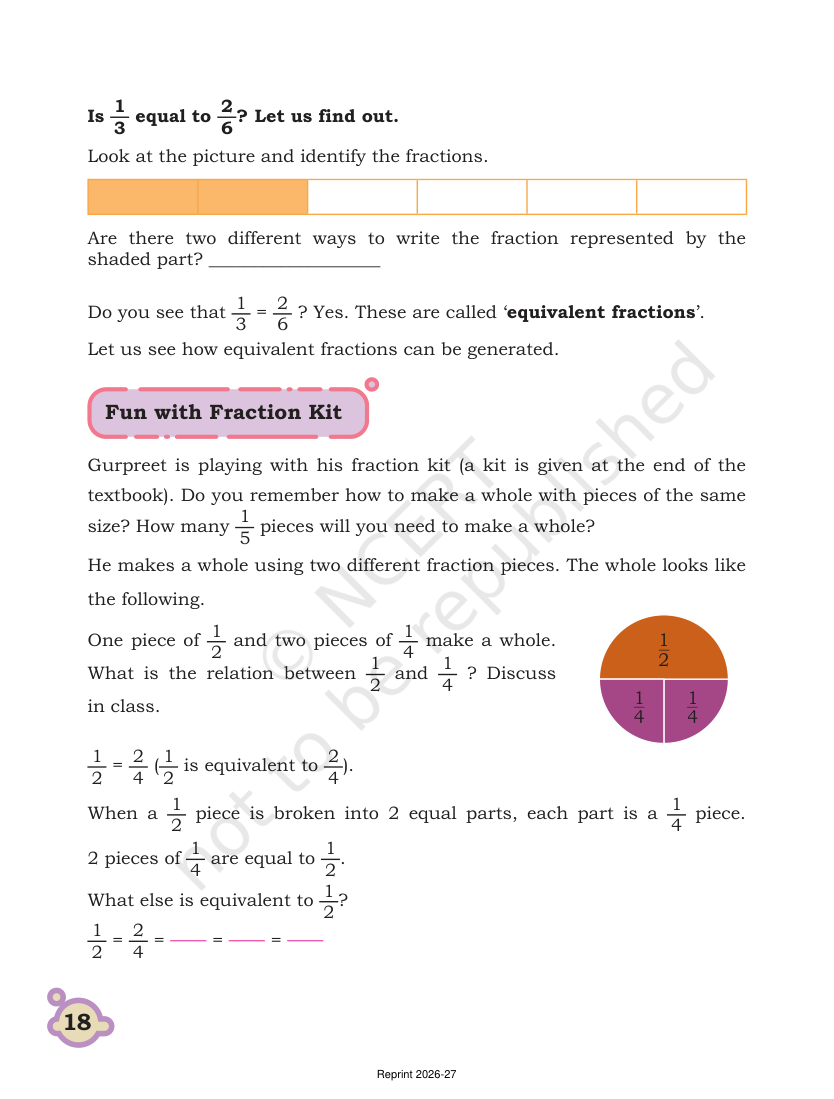 Is 1/3 equal to 2/6? Let us find out.
Look at the picture and identify the fractions.
Are there two different ways to write the fraction represented by the
shaded part? ___________________
Do you see that 1/3 = 2/6 ? Yes. These are called ‘equivalent fractions’.
Let us see how equivalent fractions can be generated.
Fun with Fraction Kit
Gurpreet is playing with his fraction kit (a kit is given at the end of the
textbook). Do you remember how to make a whole with pieces of the same
size? How many 1/5 pieces will you need to make a whole?
He makes a whole using two different fraction pieces. The whole looks like
the following.
One piece of 1/2 and two pieces of 1/4 make a whole.
What is the relation between 1/2 and 1/4 ? Discuss
in class.
1/2
1/4 1/4
1/2 = 2/4 (1/2 is equivalent to 2/4).
When a 1/2 piece is broken into 2 equal parts, each part is a 1/4 piece.
2 pieces of 1/4 are equal to 1/2.
What else is equivalent to 1/2?
1/2 = 2/4 = ____ = ____ = ____
18
Reprint 2026-27
© NCERT
not to be republished